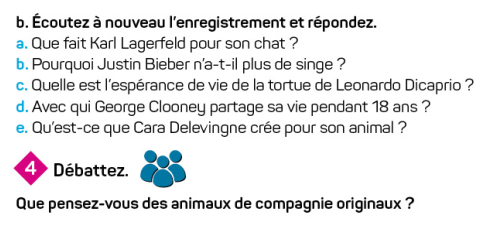 b. Écoutez à nouveau l'enregistrement et répondez.
a. Que fait Karl Lagerfeld pour son chat ?
b. Pourquoi Justin Bieber n'a-t-il plus de singe ?
c. Quelle est l'espérance de vie de la tortue de Leonardo Dicaprio ?
d. Avec qui George Clooney partage sa vie pendant 18 ans ?
e. Qu'est-ce que Cara Delevingne crée pour son animal ?
4 Débattez.
Que pensez-vous des animaux de compagnie originaux ?